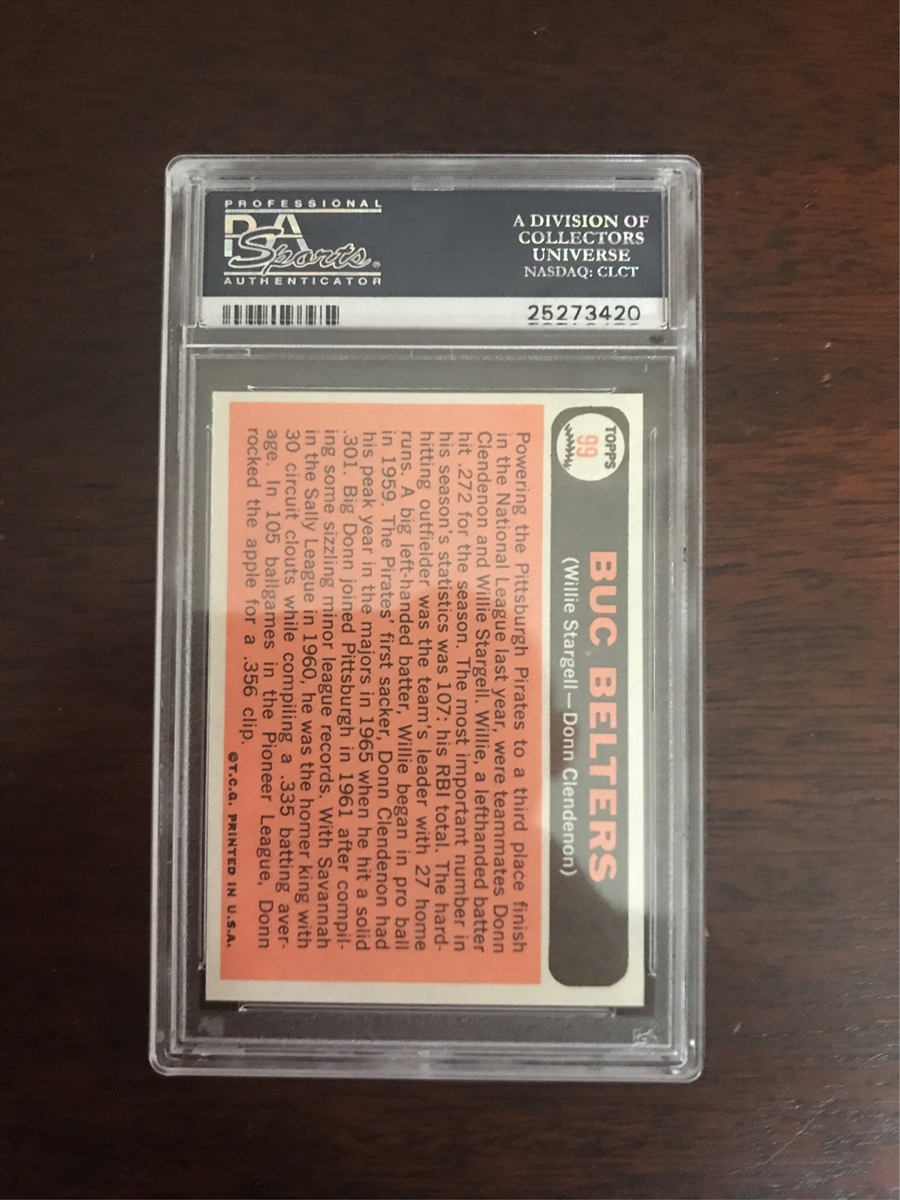 PROFESSIONAL
PSA
Sports®
AUTHENTICATOR
A DIVISION OF
COLLECTORS
UNIVERSE
NASDAQ: CLCT
25273420
TOPPS
99
BUC BELTERS
(Willie Stargell—Donn Clendenon)
Powering the Pittsburgh Pirates to a third place finish
in the National League last year, were teammates Donn
Clendenon and Willie Stargell. Willie, a lefthanded batter
hit .272 for the season. The most important number in
his season's statistics was 107: his RBI total. The hard-
hitting outfielder was the team's leader with 27 home
runs. A big left-handed batter, Willie began in pro ball
in 1959. The Pirates' first sacker, Donn Clendenon had
his peak year in the majors in 1965 when he hit a solid
.301. Big Donn joined Pittsburgh in 1961 after compil-
ing some sizzling minor league records. With Savannah
in the Sally League in 1960, he was the homer king with
30 circuit clouts while compiling a .335 batting aver-
age. In 105 ballgames in the Pioneer League, Donn
rocked the apple for a .356 clip.
©T.C.G. PRINTED IN U.S.A.